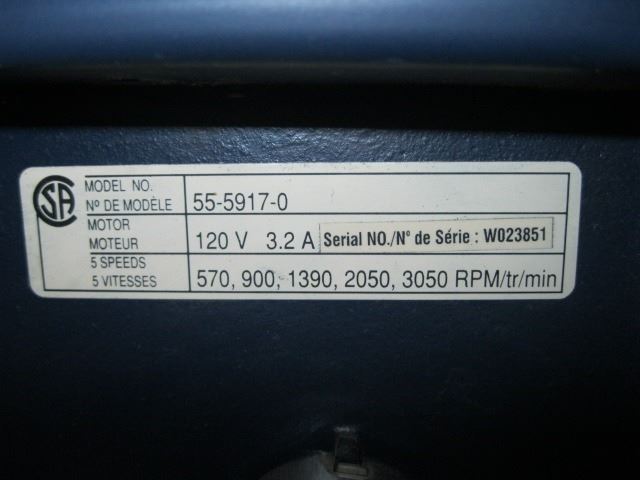 CSA
MODEL NO.
Nº DE MODÈLE 55-5917-0
MOTOR
MOTEUR 120 V 3.2 A Serial NO./Nº de Série : W023851
5 SPEEDS
5 VITESSES 570, 900, 1390, 2050, 3050 RPM/tr/min